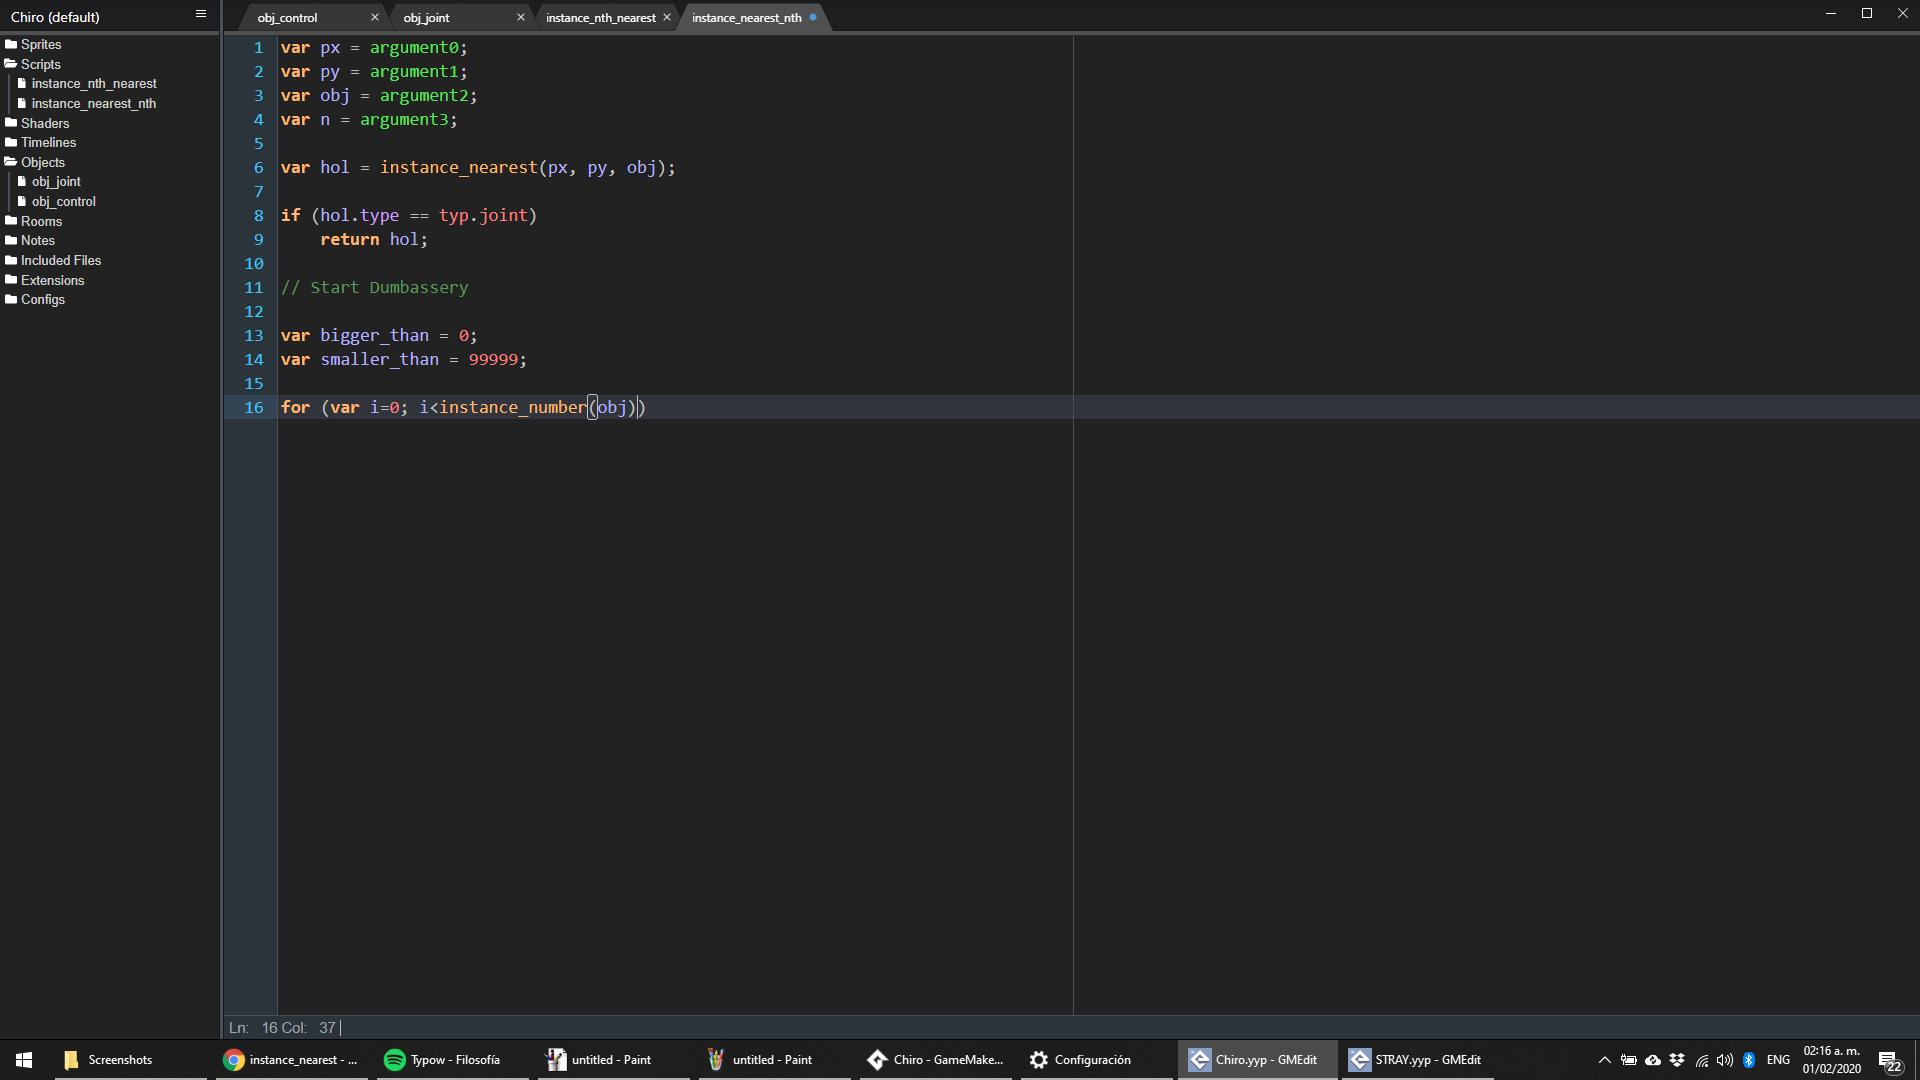 Chiro (default)
obj_control
obj_joint
instance_nth_nearest
instance_nearest_nth
Sprites
Scripts
instance_nth_nearest
instance_nearest_nth
Shaders
Timelines
Objects
obj_joint
obj_control
Rooms
Notes
Included Files
Extensions
Configs
1 var px = argument0;
2 var py = argument1;
3 var obj = argument2;
4 var n = argument3;
5
6 var hol = instance_nearest(px, py, obj);
7
8 if (hol.type == typ.joint)
9 return hol;
10
11 // Start Dumbassery
12
13 var bigger_than = 0;
14 var smaller_than = 99999;
15
16 for (var i=0; i<instance_number(obj))
Ln: 16 Col: 37
Screenshots
instance_nearest - ...
Typow - Filosofía
untitled - Paint
untitled - Paint
Chiro - GameMake...
Configuración
Chiro.yyp - GMEdit
STRAY.yyp - GMEdit
ENG
02:16 a. m.
01/02/2020
22